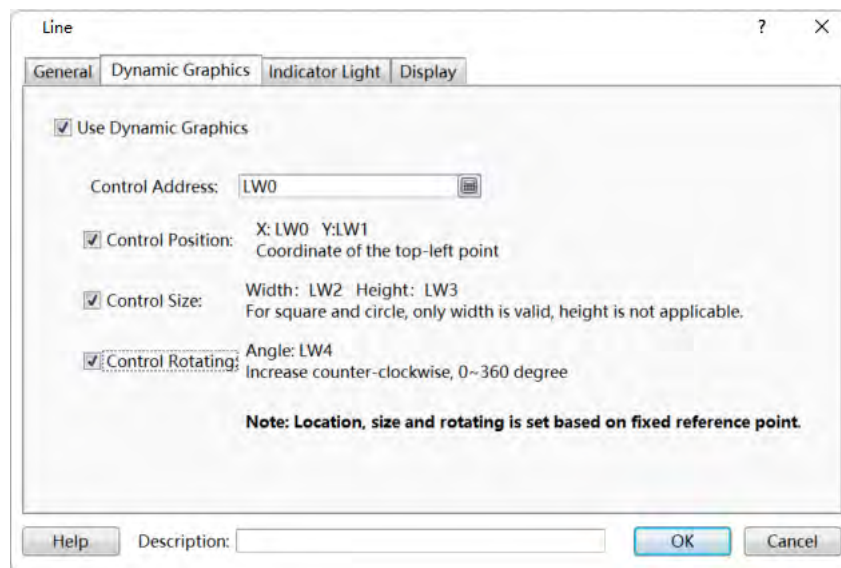 Line ?
General Dynamic Graphics Indicator Light Display
Use Dynamic Graphics
Control Address: LW0
Control Position: X: LW0 Y:LW1
Coordinate of the top-left point
Control Size: Width: LW2 Height: LW3
For square and circle, only width is valid, height is not applicable.
Control Rotating: Angle: LW4
Increase counter-clockwise, 0~360 degree
Note: Location, size and rotating is set based on fixed reference point.
Help Description: OK Cancel